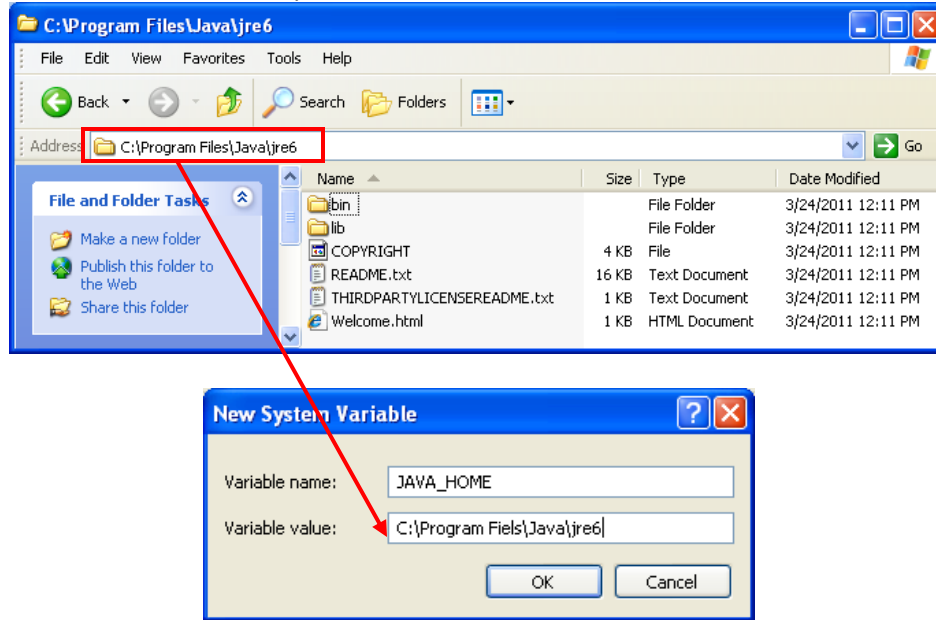 C:\Program Files\Java\jre6
File Edit View Favorites Tools Help
Back Search Folders
Address C:\Program Files\Java\jre6 Go
Name Size Type Date Modified
File and Folder Tasks
Make a new folder
Publish this folder to
the Web
Share this folder
bin File Folder 3/24/2011 12:11 PM
lib File Folder 3/24/2011 12:11 PM
COPYRIGHT 4 KB File 3/24/2011 12:11 PM
README.txt 16 KB Text Document 3/24/2011 12:11 PM
THIRDPARTYLICENSEREADME.txt 1 KB Text Document 3/24/2011 12:11 PM
Welcome.html 1 KB HTML Document 3/24/2011 12:11 PM
New System Variable
Variable name: JAVA_HOME
Variable value: C:\Program Fiels\Java\jre6
OK Cancel